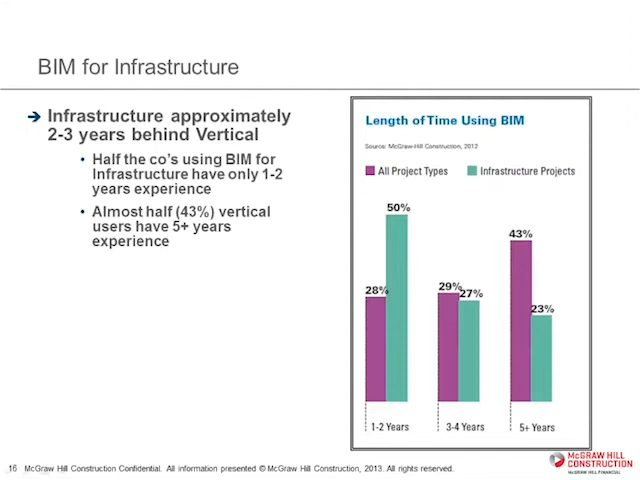 BIM for Infrastructure
➔ Infrastructure approximately
2-3 years behind Vertical
• Half the co's using BIM for
Infrastructure have only 1-2
years experience
• Almost half (43%) vertical
users have 5+ years
experience
Length of Time Using BIM
Source: McGraw-Hill Construction, 2012
All Project Types
Infrastructure Projects
28%
50%
29%
27%
43%
23%
1-2 Years
3-4 Years
5+ Years
16 McGraw Hill Construction Confidential. All information presented © McGraw Hill Construction, 2013. All rights reserved.
McGRAW HILL
CONSTRUCTION
McGRAW HILL FINANCIAL